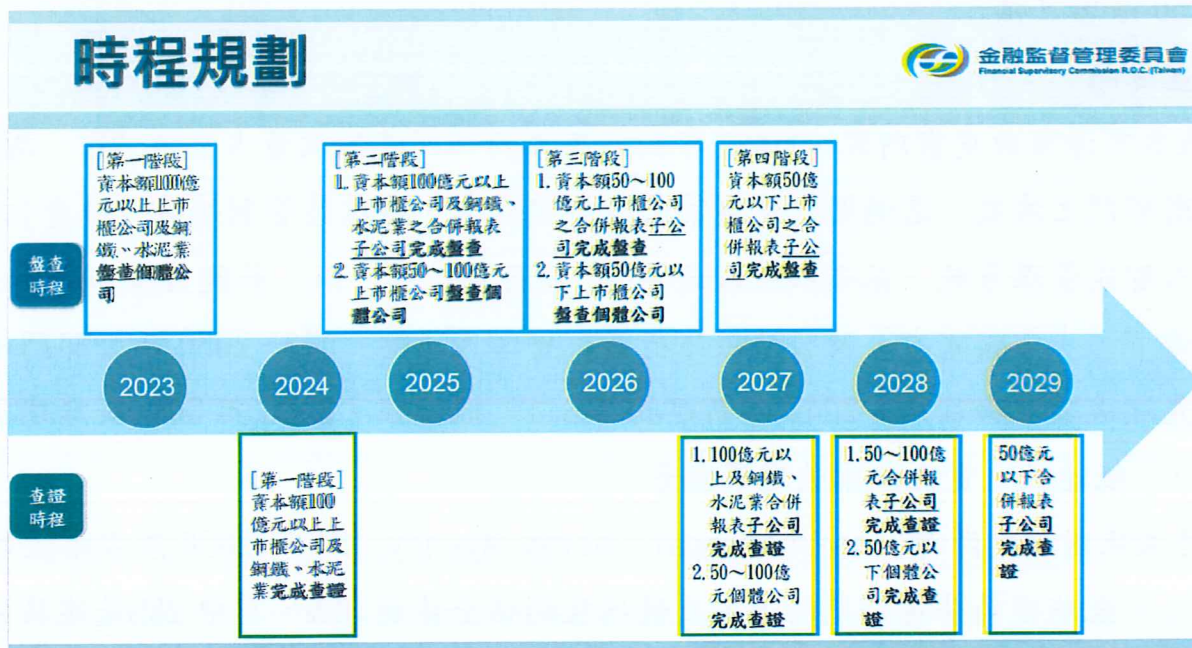 時程規劃
金融監督管理委員會
Financial Supervisory Commission R.O.C. (Taiwan)
盤查
時程
[第一階段]
資本額100億
元以上上市
櫃公司及鋼
鐵、水泥業
盤查個體公
司
[第二階段]
1. 資本額100億元以上
上市櫃公司及鋼鐵、
水泥業之合併報表
子公司完成盤查
2. 資本額50～100億元
上市櫃公司盤查個
體公司
[第三階段]
1. 資本額50～100
億元上市櫃公司
之合併報表子公
司完成盤查
2. 資本額50億元以
下上市櫃公司
盤查個體公司
[第四階段]
資本額50億
元以下上市
櫃公司之合
併報表子公
司完成盤查
2023
2024
2025
2026
2027
2028
2029
查證
時程
[第一階段]
資本額100
億元以上上
市櫃公司及
鋼鐵、水泥
業完成查證
1. 100億元以
上及鋼鐵、
水泥業合併
報表子公司
完成查證
2. 50～100億
元個體公司
完成查證
1. 50～100億
元合併報
表子公司
完成查證
2. 50億元以
下個體公
司完成查
證
50億元
以下合
併報表
子公司
完成查
證